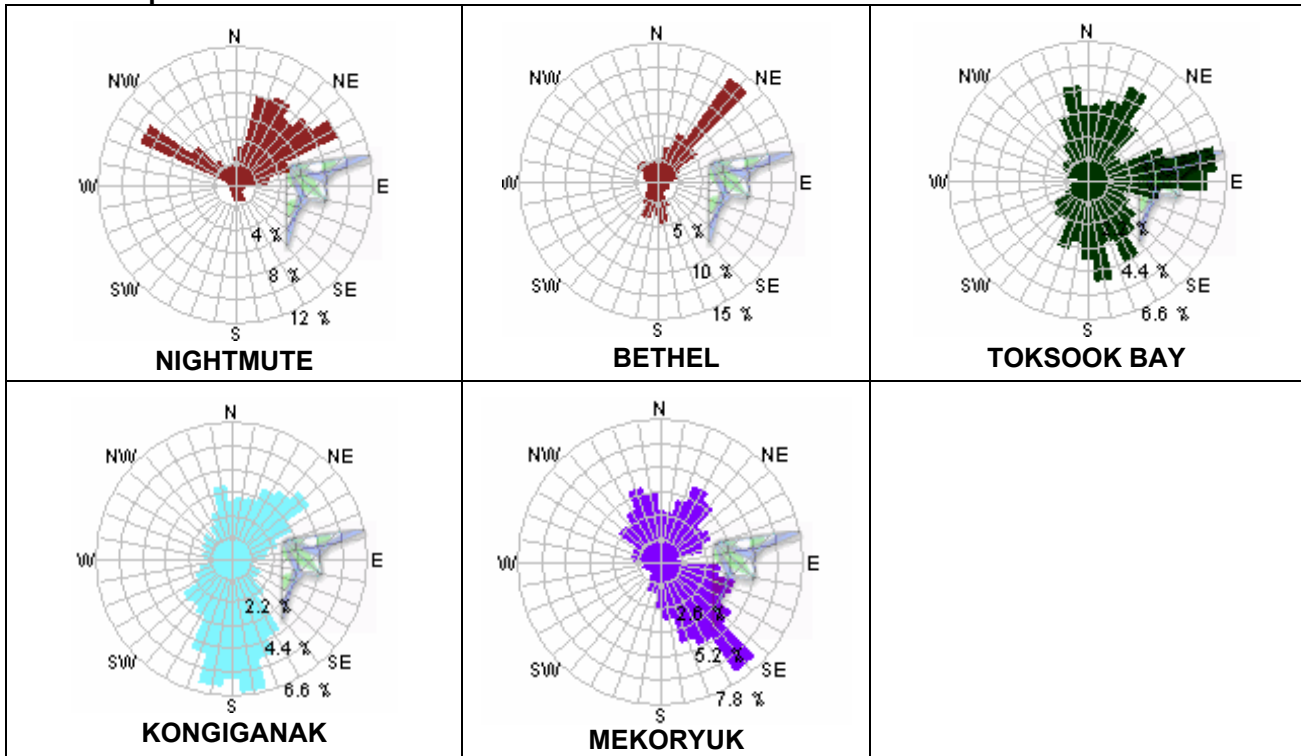 N
NW NE
W E
4 %
8 %
SW SE
12 %
S
NIGHTMUTE
N
NW NE
W E
5 %
10 %
SW SE
15 %
S
BETHEL
N
NW NE
W E
4.4 %
SW SE
6.6 %
S
TOKSOOK BAY
N
NW NE
W E
2.2 %
4.4 %
SW SE
6.6 %
S
KONGIGANAK
N
NW NE
W E
2.6 %
5.2 %
SW SE
7.8 %
S
MEKORYUK